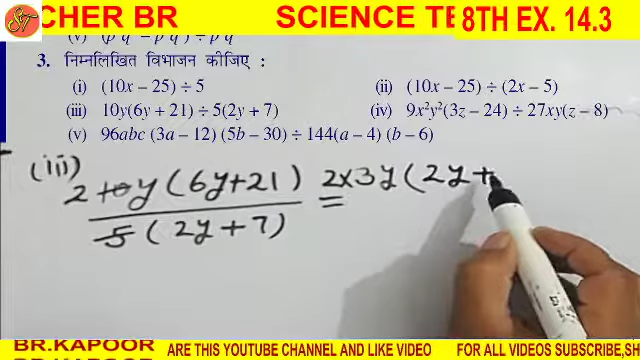 CHER BR SCIENCE TE 8TH EX. 14.3
3. निम्नलिखित विभाजन कीजिए :
(i) (10x – 25) ÷ 5 (ii) (10x – 25) ÷ (2x – 5)
(iii) 10y(6y + 21) ÷ 5(2y + 7) (iv) 9x²y²(3z – 24) ÷ 27xy(z – 8)
(v) 96abc (3a – 12) (5b – 30) ÷ 144(a – 4) (b – 6)
(iii)
2 10y(6y+21) = 2×3y(2y+
5(2y+7)
BR.KAPOOR ARE THIS YOUTUBE CHANNEL AND LIKE VIDEO FOR ALL VIDEOS SUBSCRIBE,SH